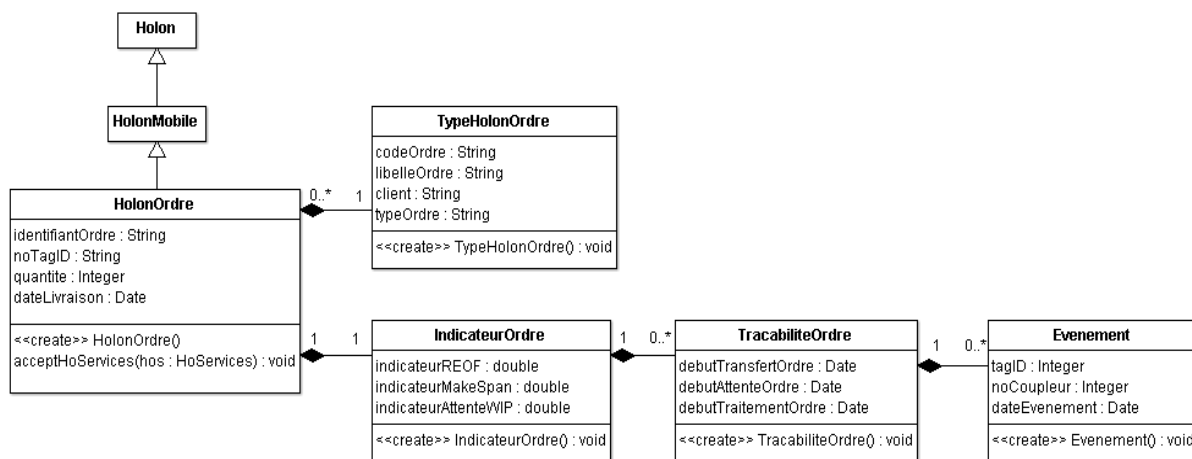 Holon
HolonMobile
HolonOrdre
identifiantOrdre : String
noTagID : String
quantite : Integer
dateLivraison : Date
<<create>> HolonOrdre()
acceptHoServices(hos : HoServices) : void
0..*
1
TypeHolonOrdre
codeOrdre : String
libelleOrdre : String
client : String
typeOrdre : String
<<create>> TypeHolonOrdre() : void
1
1
IndicateurOrdre
indicateurREOF : double
indicateurMakeSpan : double
indicateurAttenteWIP : double
<<create>> IndicateurOrdre() : void
1
0..*
TracabiliteOrdre
debutTransfertOrdre : Date
debutAttenteOrdre : Date
debutTraitementOrdre : Date
<<create>> TracabiliteOrdre() : void
1
0..*
Evenement
tagID : Integer
noCoupleur : Integer
dateEvenement : Date
<<create>> Evenement() : void